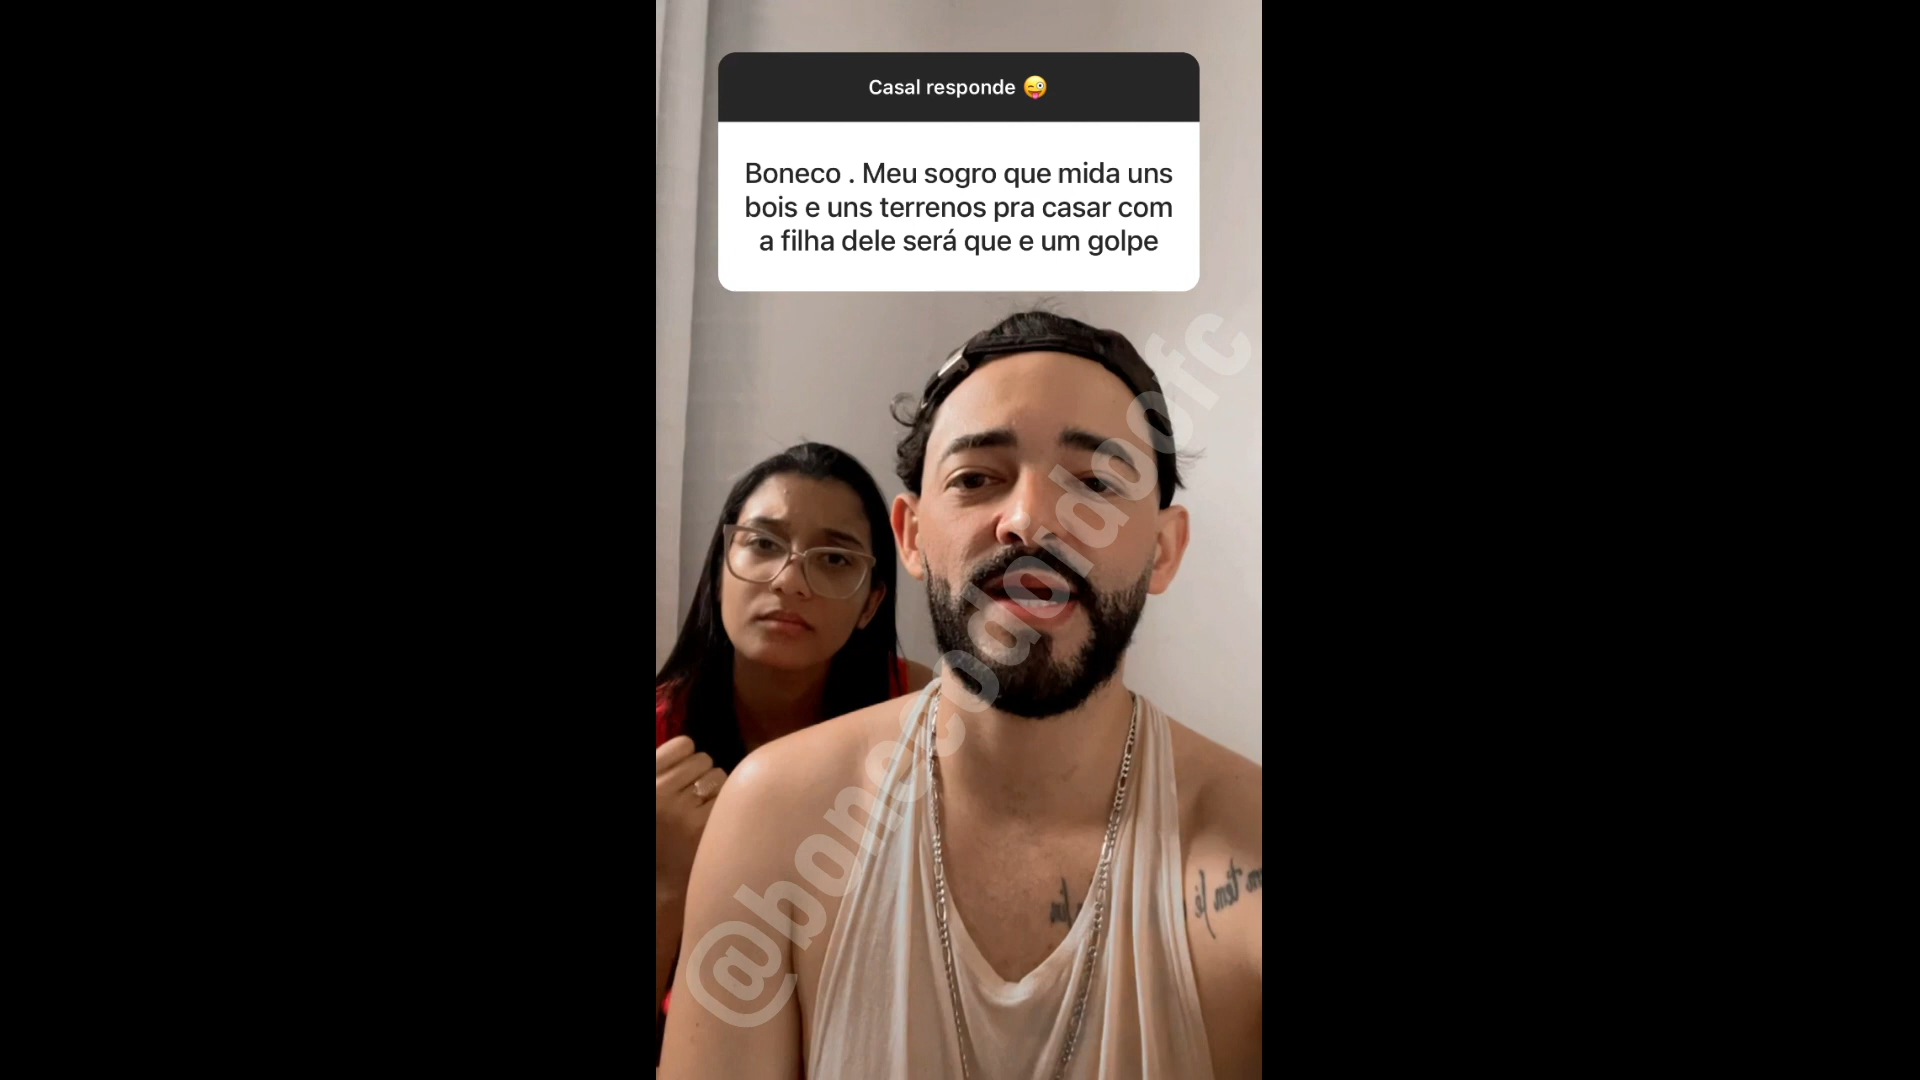 Casal responde 😜
Boneco . Meu sogro que mida uns
bois e uns terrenos pra casar com
a filha dele será que e um golpe
@bonecodoidoofc